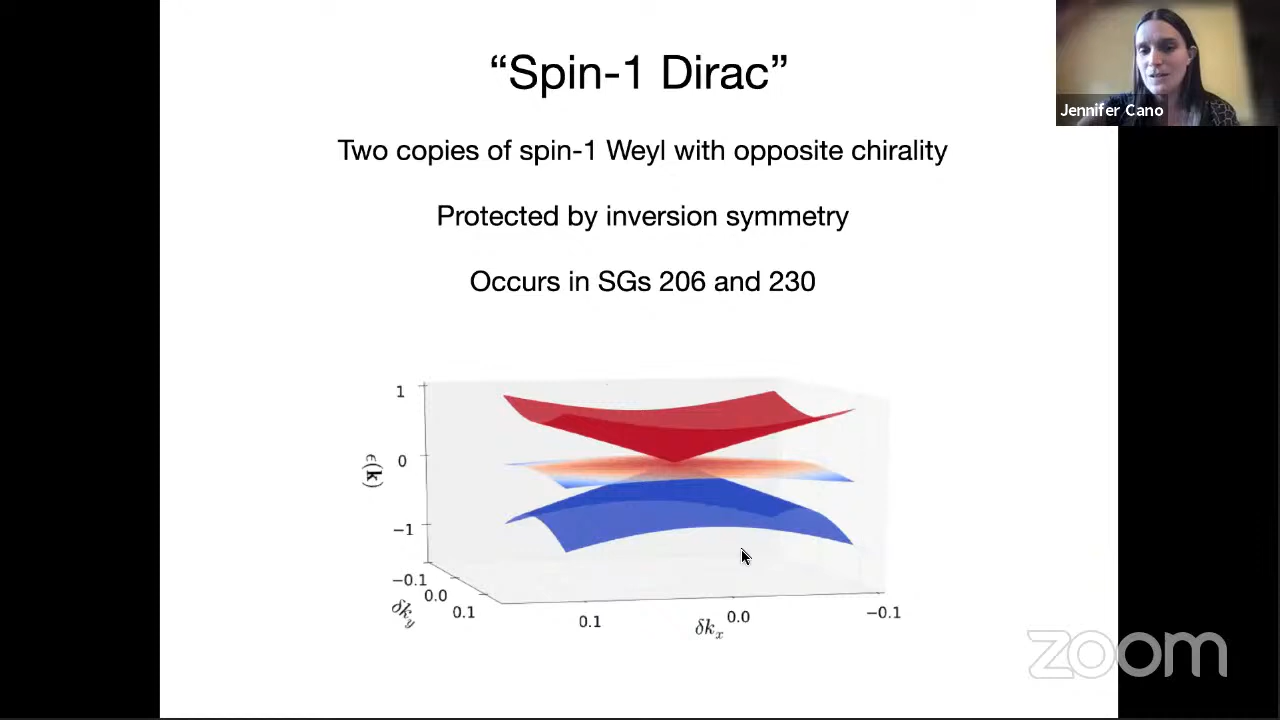 “Spin-1 Dirac”
Jennifer Cano
Two copies of spin-1 Weyl with opposite chirality
Protected by inversion symmetry
Occurs in SGs 206 and 230
1
0
−1
ϵ(k)
−0.1
0.0
0.1
δk_y
0.1
0.0
−0.1
δk_x
zoom